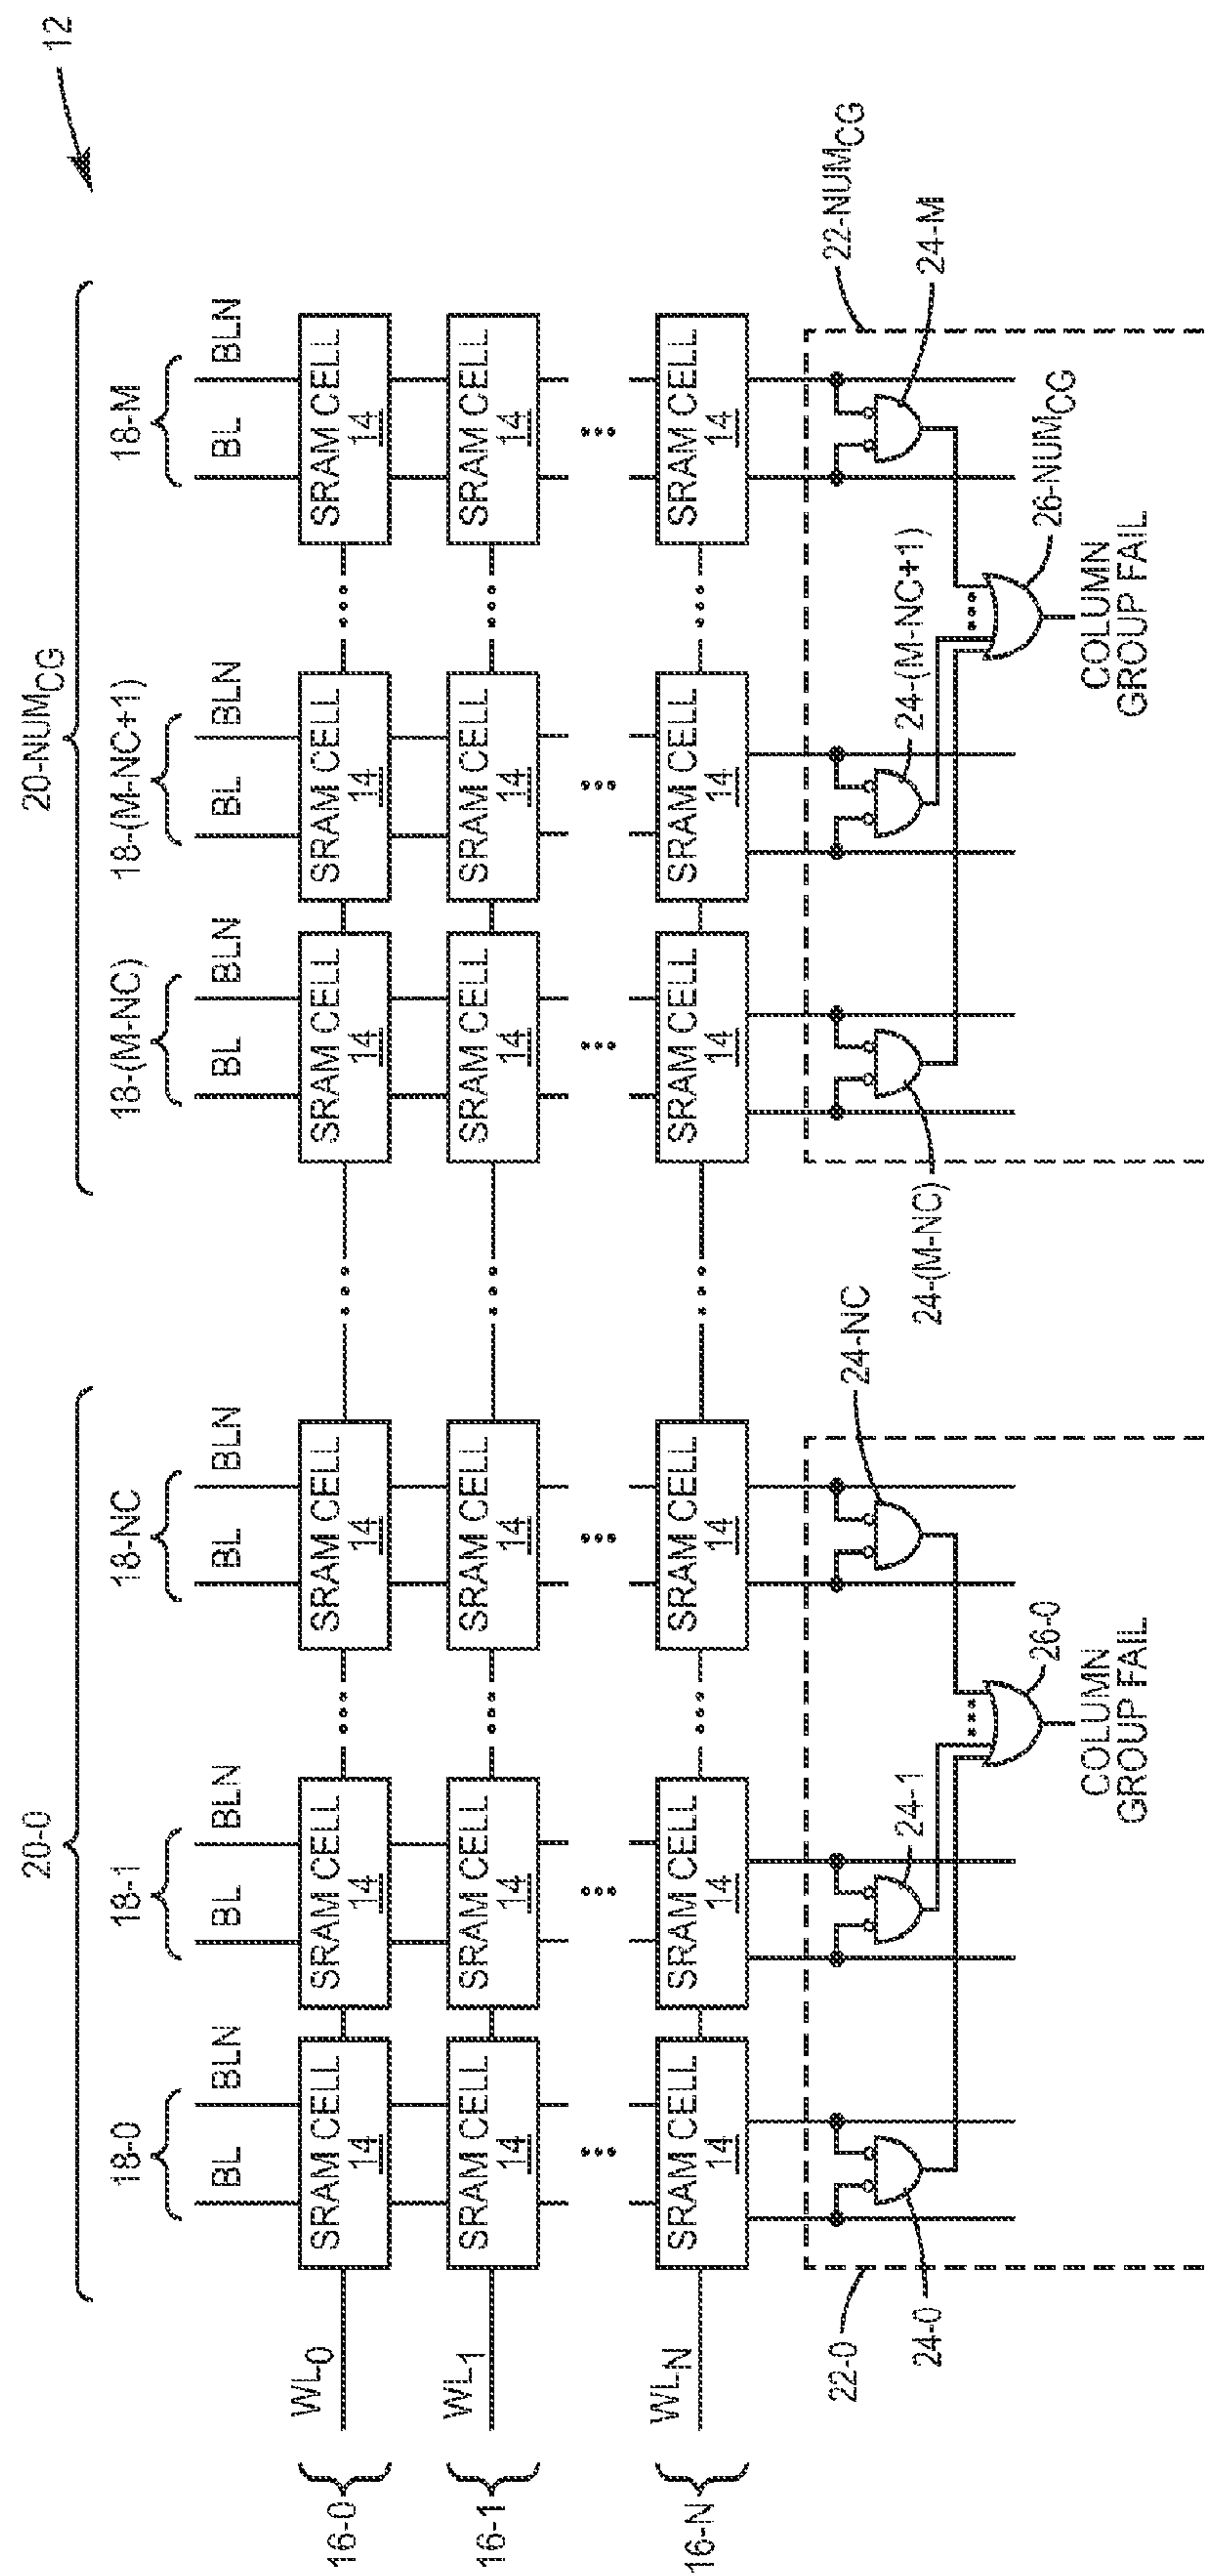 12
20-0
20-NUMCG
18-0
18-1
18-NC
18-(M-NC)
18-(M-NC+1)
18-M
BL
BLN
BL
BLN
BL
BLN
BL
BLN
BL
BLN
BL
BLN
16-0
WL0
SRAM CELL
14
SRAM CELL
14
SRAM CELL
14
SRAM CELL
14
SRAM CELL
14
SRAM CELL
14
16-1
WL1
SRAM CELL
14
SRAM CELL
14
SRAM CELL
14
SRAM CELL
14
SRAM CELL
14
SRAM CELL
14
16-N
WLN
SRAM CELL
14
SRAM CELL
14
SRAM CELL
14
SRAM CELL
14
SRAM CELL
14
SRAM CELL
14
22-0
24-0
24-1
24-NC
26-0
COLUMN
GROUP FAIL
24-(M-NC)
24-(M-NC+1)
24-M
22-NUMCG
26-NUMCG
COLUMN
GROUP FAIL